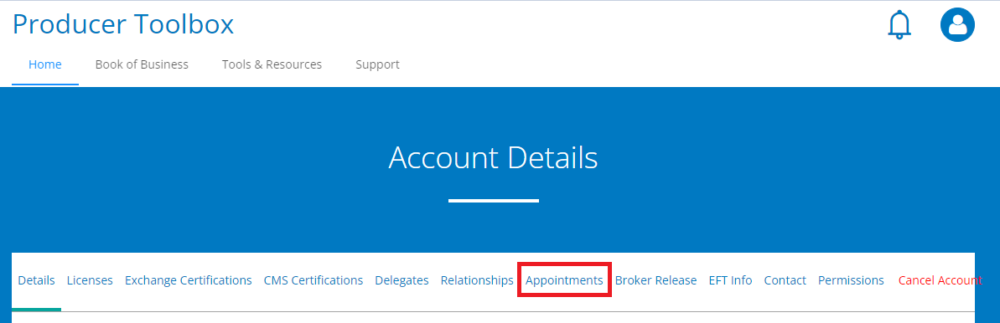 Producer Toolbox
Home Book of Business Tools & Resources Support
Account Details
Details Licenses Exchange Certifications CMS Certifications Delegates Relationships Appointments Broker Release EFT Info Contact Permissions Cancel Account